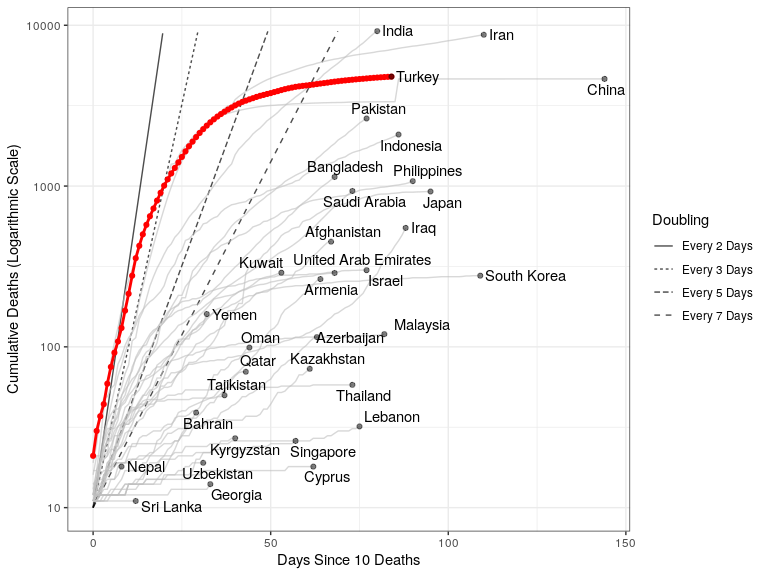 10000
1000
100
10
Cumulative Deaths (Logarithmic Scale)
India
Iran
Turkey
China
Pakistan
Indonesia
Bangladesh
Philippines
Saudi Arabia
Japan
Iraq
Afghanistan
Kuwait
United Arab Emirates
South Korea
Israel
Armenia
Yemen
Malaysia
Oman
Azerbaijan
Qatar
Kazakhstan
Tajikistan
Thailand
Bahrain
Lebanon
Kyrgyzstan
Singapore
Nepal
Uzbekistan
Cyprus
Georgia
Sri Lanka
0
50
100
150
Days Since 10 Deaths
Doubling
Every 2 Days
Every 3 Days
Every 5 Days
Every 7 Days